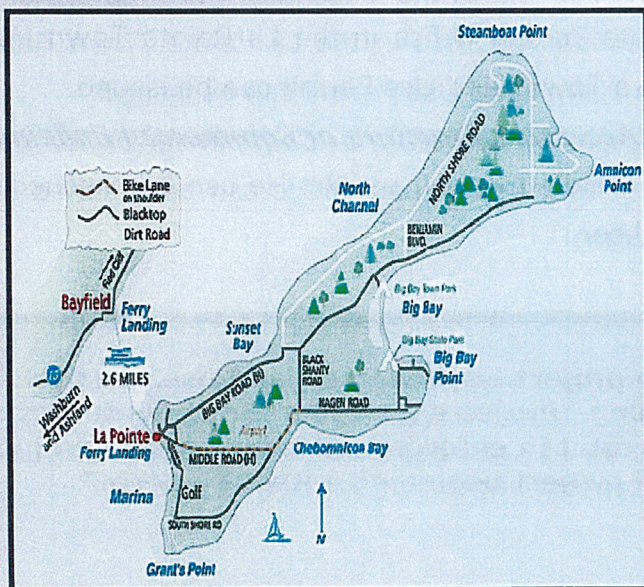 Steamboat Point
NORTH SHORE ROAD
Amnicon
Point
North
Channel
Bike Lane
on shoulder
Blacktop
Dirt Road
BENJAMIN
BLVD.
Red Cliff
Bayfield
Ferry
Landing
Big Bay Town Park
Big Bay
Sunset
Bay
Big Bay State Park
Big Bay
Point
13
2.6 MILES
BLACK
SHANTY
ROAD
BIG BAY ROAD (H)
HAGEN ROAD
Washburn
and Ashland
La Pointe
Ferry Landing
Airport
MIDDLE ROAD (H)
Chebomnicon Bay
Marina
Golf
SOUTH SHORE RD
N
Grant's Point